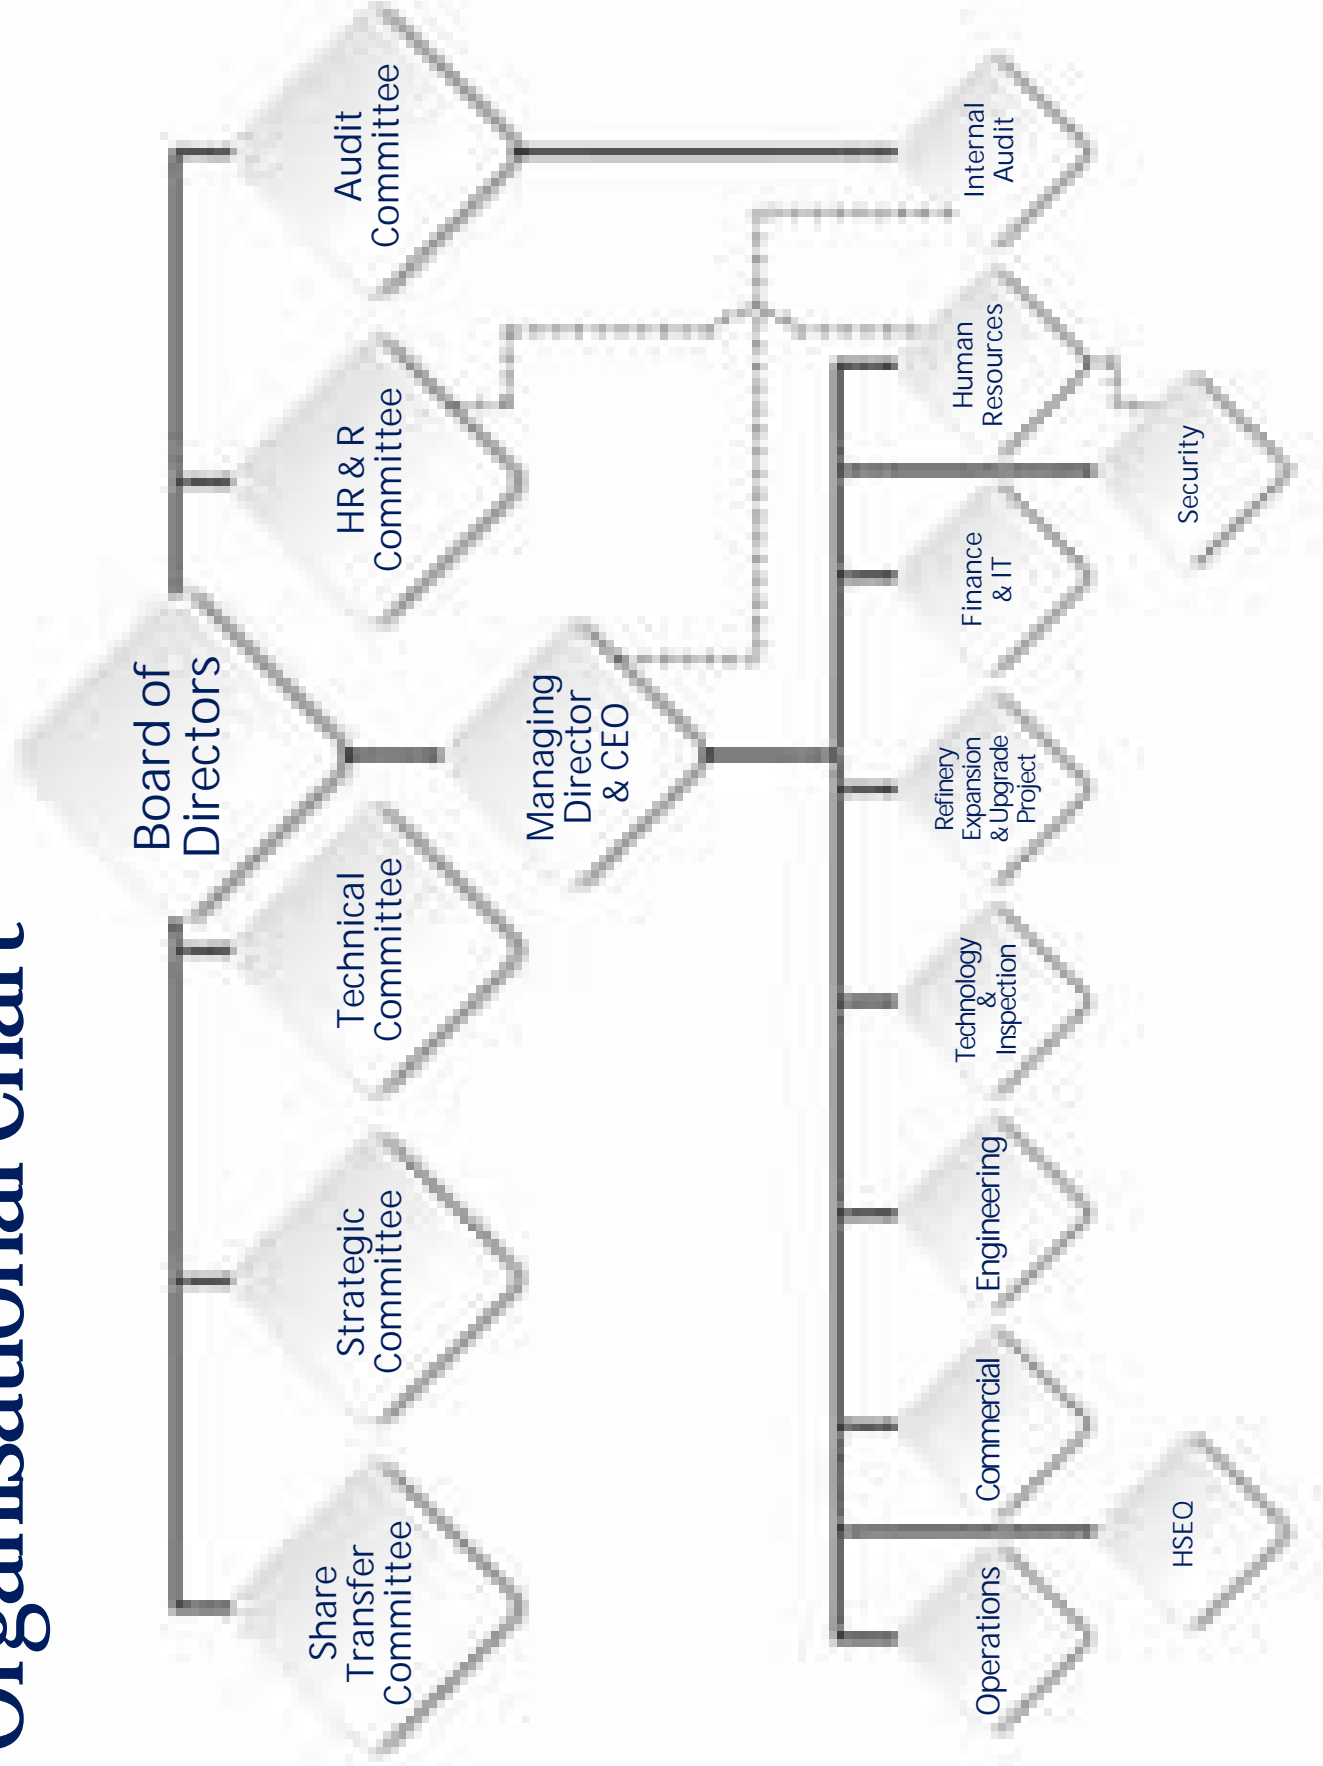 Organisational chart
Board of
Directors
Share
Transfer
Committee
Strategic
Committee
Technical
Committee
HR & R
Committee
Audit
Committee
Managing
Director
& CEO
Operations
Commercial
Engineering
Technology
&
Inspection
Refinery
Expansion
& Upgrade
Project
Finance
& IT
Human
Resources
Internal
Audit
HSEQ
Security